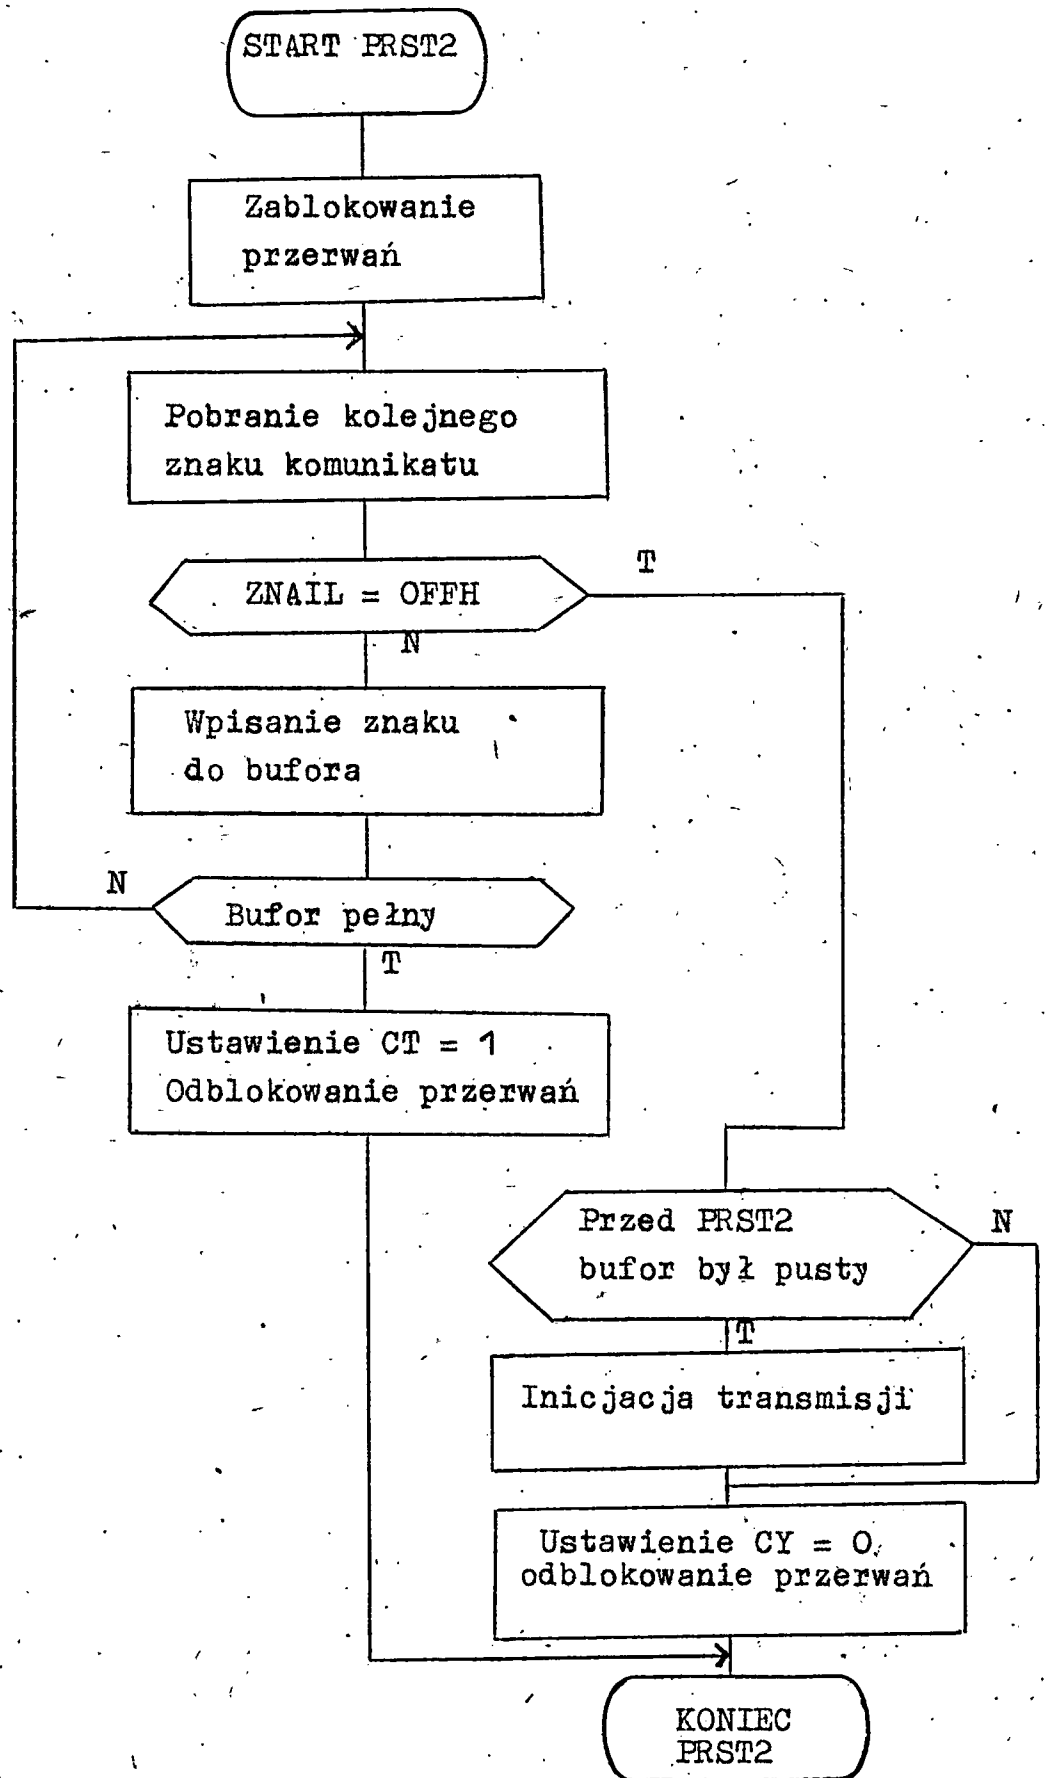 START PRST2
Zablokowanie
przerwań
Pobranie kolejnego
znaku komunikatu
T
ZNAIL = OFFH
N
Wpisanie znaku
do bufora
N
Bufor pełny
T
Ustawienie CT = 1
Odblokowanie przerwań
Przed PRST2
N
bufor był pusty
T
Inicjacja transmisji
Ustawienie CY = 0,
odblokowanie przerwań
KONIEC
PRST2